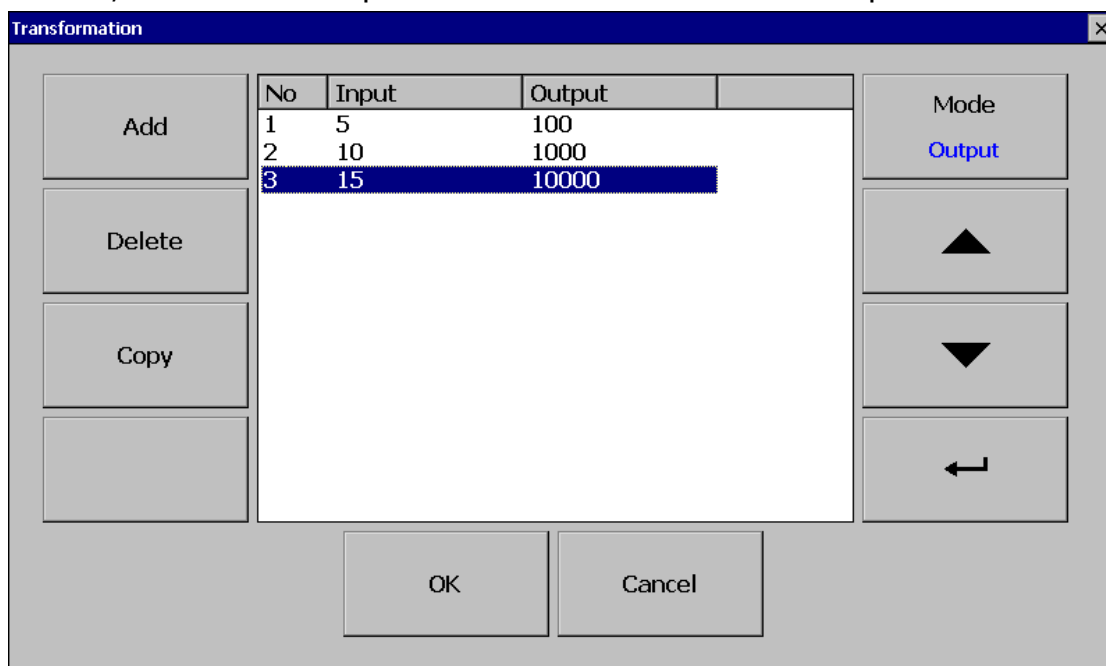 Transformation
No Input Output
Add
1 5 100
2 10 1000
3 15 10000
Mode
Output
Delete
Copy
OK Cancel